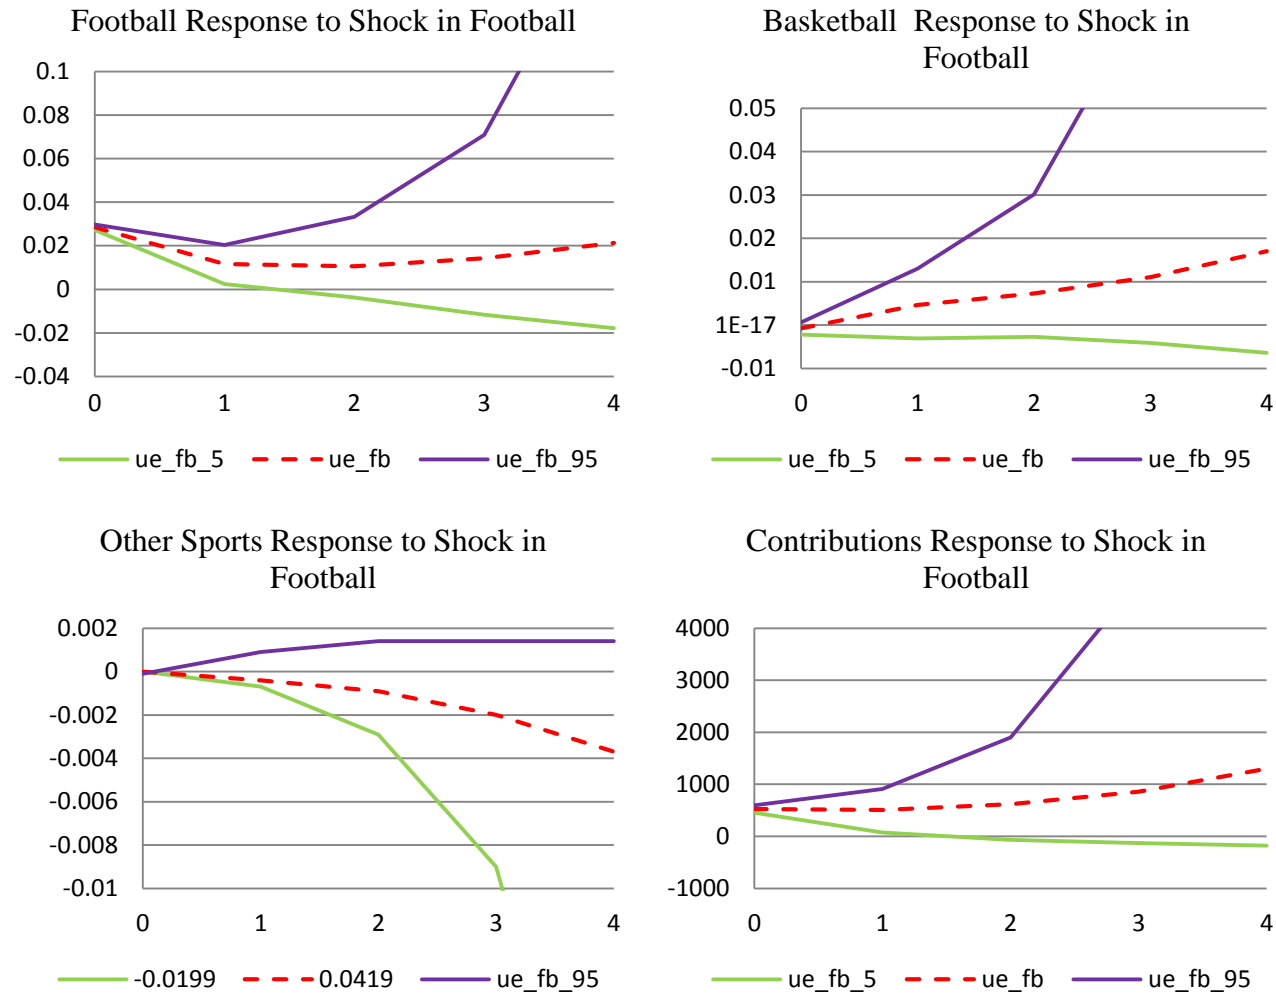 Football Response to Shock in Football
0.1
0.08
0.06
0.04
0.02
0
-0.02
-0.04
0 1 2 3 4
ue_fb_5 ue_fb ue_fb_95
Basketball Response to Shock in
Football
0.05
0.04
0.03
0.02
0.01
1E-17
-0.01
0 1 2 3 4
ue_fb_5 ue_fb ue_fb_95
Other Sports Response to Shock in
Football
0.002
0
-0.002
-0.004
-0.006
-0.008
-0.01
0 1 2 3 4
-0.0199 0.0419 ue_fb_95
Contributions Response to Shock in
Football
4000
3000
2000
1000
0
-1000
0 1 2 3 4
ue_fb_5 ue_fb ue_fb_95